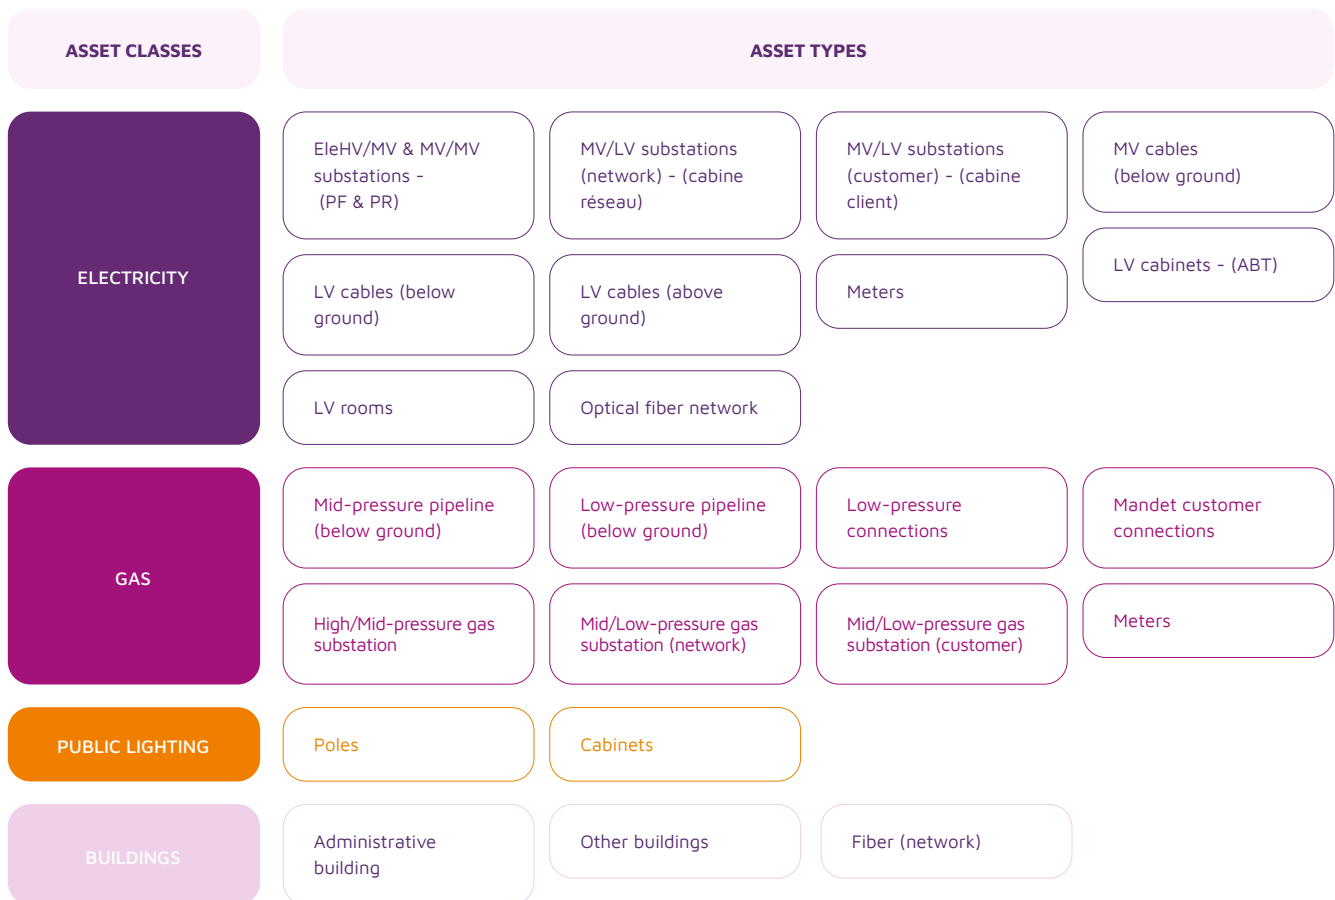 ASSET CLASSES
ASSET TYPES
ELECTRICITY
EleHV/MV & MV/MV
substations -
(PF & PR)
MV/LV substations
(network) - (cabine
réseau)
MV/LV substations
(customer) - (cabine
client)
MV cables
(below ground)
LV cables (below
ground)
LV cables (above
ground)
Meters
LV cabinets - (ABT)
LV rooms
Optical fiber network
GAS
Mid-pressure pipeline
(below ground)
Low-pressure pipeline
(below ground)
Low-pressure
connections
Mandet customer
connections
High/Mid-pressure gas
substation
Mid/Low-pressure gas
substation (network)
Mid/Low-pressure gas
substation (customer)
Meters
PUBLIC LIGHTING
Poles
Cabinets
BUILDINGS
Administrative
building
Other buildings
Fiber (network)